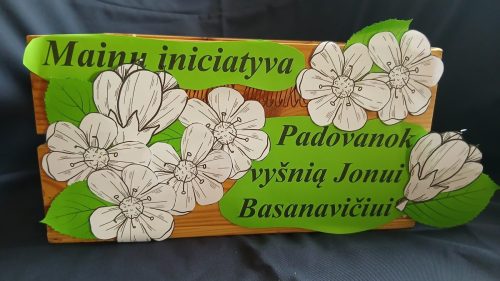 Mainų iniciatyva
Padovanok
vyšnią Jonui
Basanavičiui